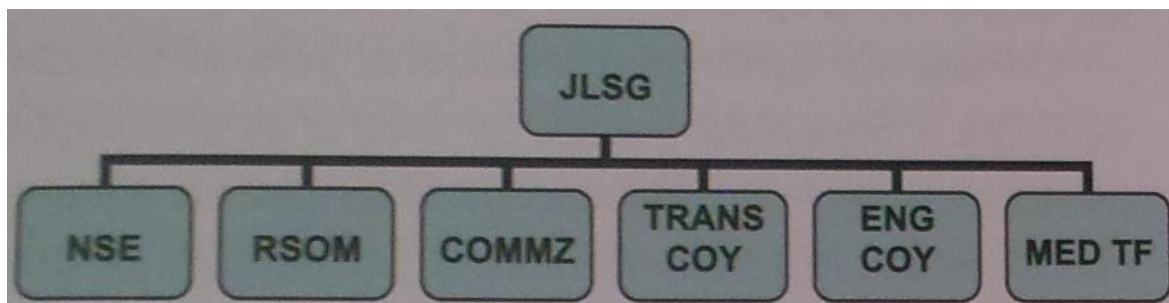 JLSG
NSE
RSOM
COMMZ
TRANS
COY
ENG
COY
MED TF